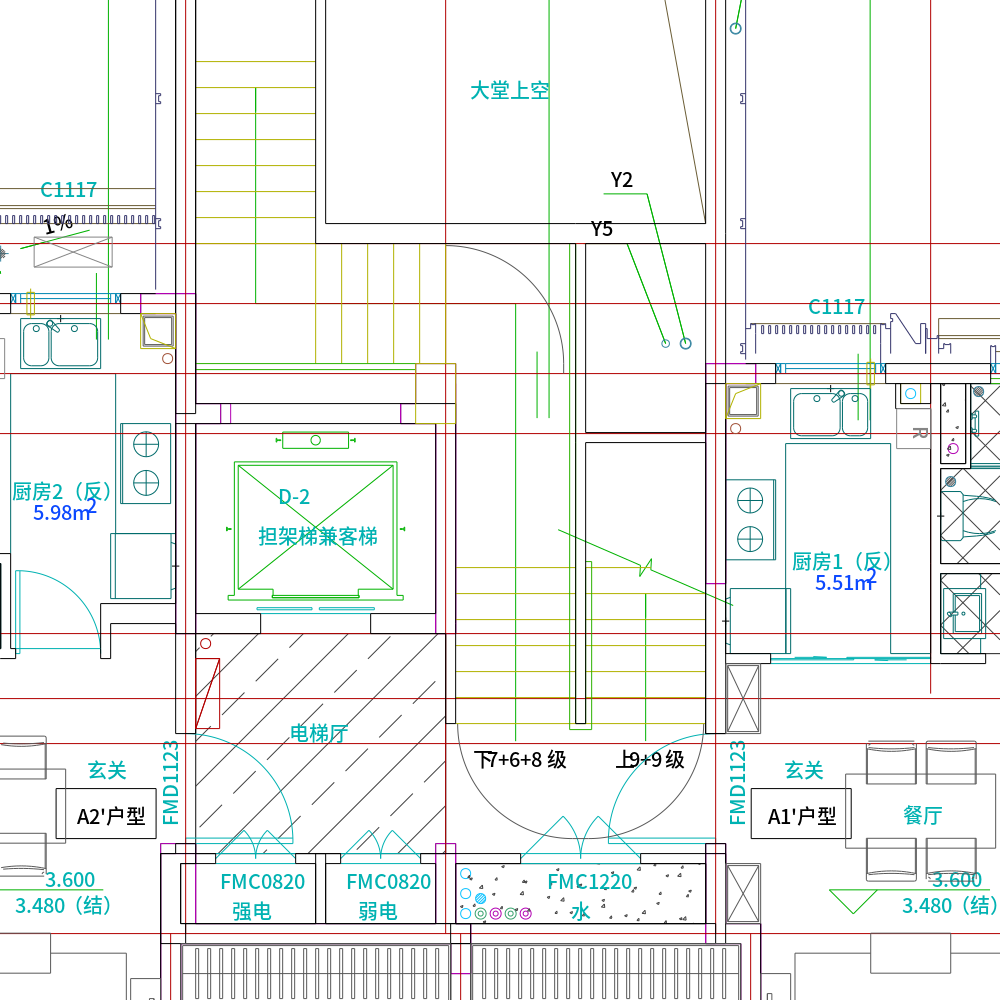 大堂上空
Y2
C1117
1%
Y5
C1117
R
D-2
厨房2（反）
5.98m2
担架梯兼客梯
厨房1（反）
5.51m2
电梯厅
下7+6+8 级
上9+9 级
FMD1123
FMD1123
玄关
玄关
A2'户型
A1'户型
餐厅
3.600
3.480（结）
FMC0820
强电
FMC0820
弱电
FMC1220
水
3.600
3.480（结）